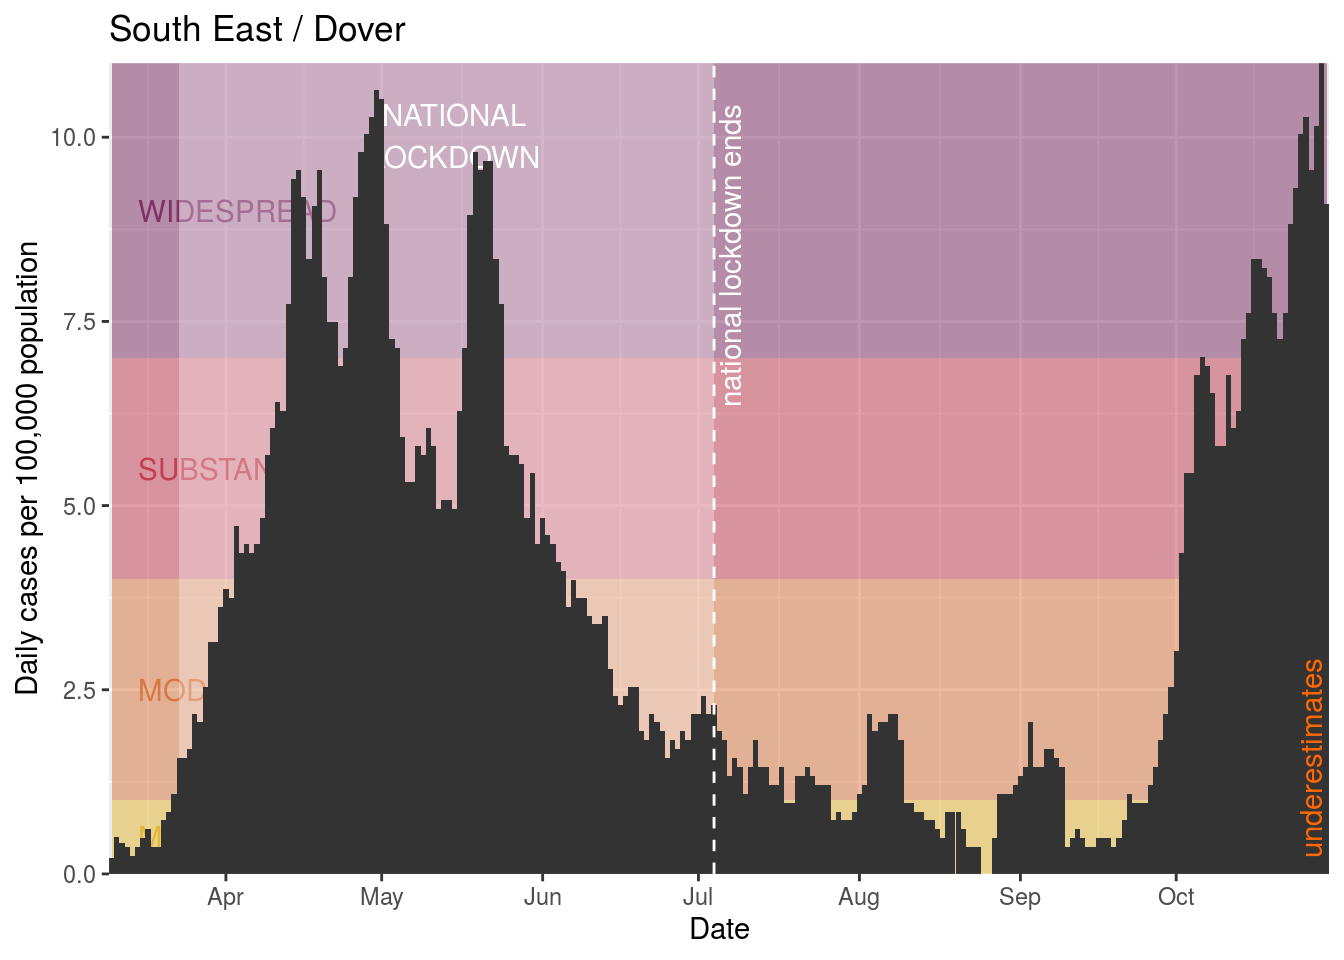 South East / Dover
NATIONAL
OCKDOWN
WIDESPREAD
SUBSTAN
MOD
M
national lockdown ends
underestimates
Daily cases per 100,000 population
10.0
7.5
5.0
2.5
0.0
Apr May Jun Jul Aug Sep Oct
Date